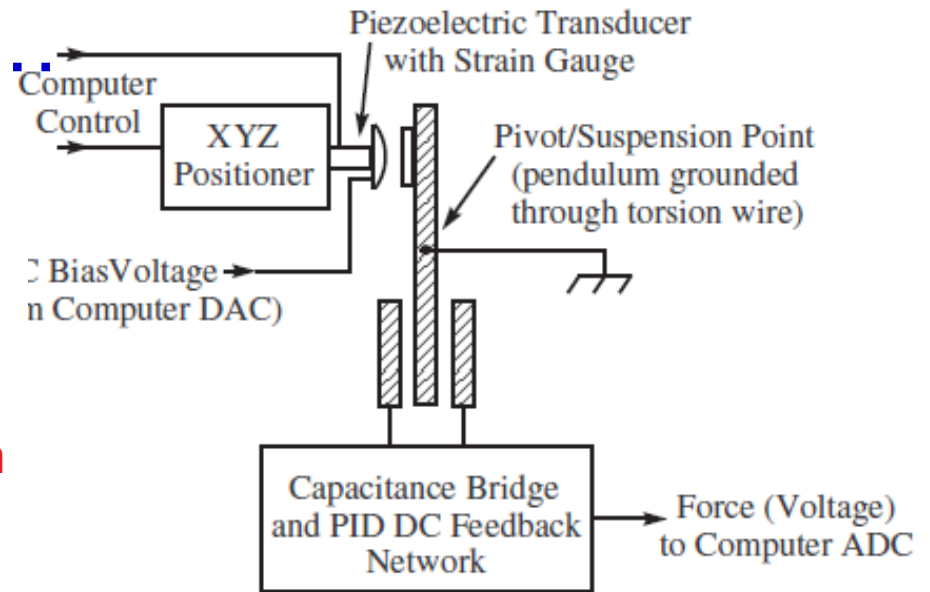 Piezoelectric Transducer
with Strain Gauge
Computer
Control
XYZ
Positioner
Pivot/Suspension Point
(pendulum grounded
through torsion wire)
C BiasVoltage
m Computer DAC)
Capacitance Bridge
and PID DC Feedback
Network
Force (Voltage)
to Computer ADC